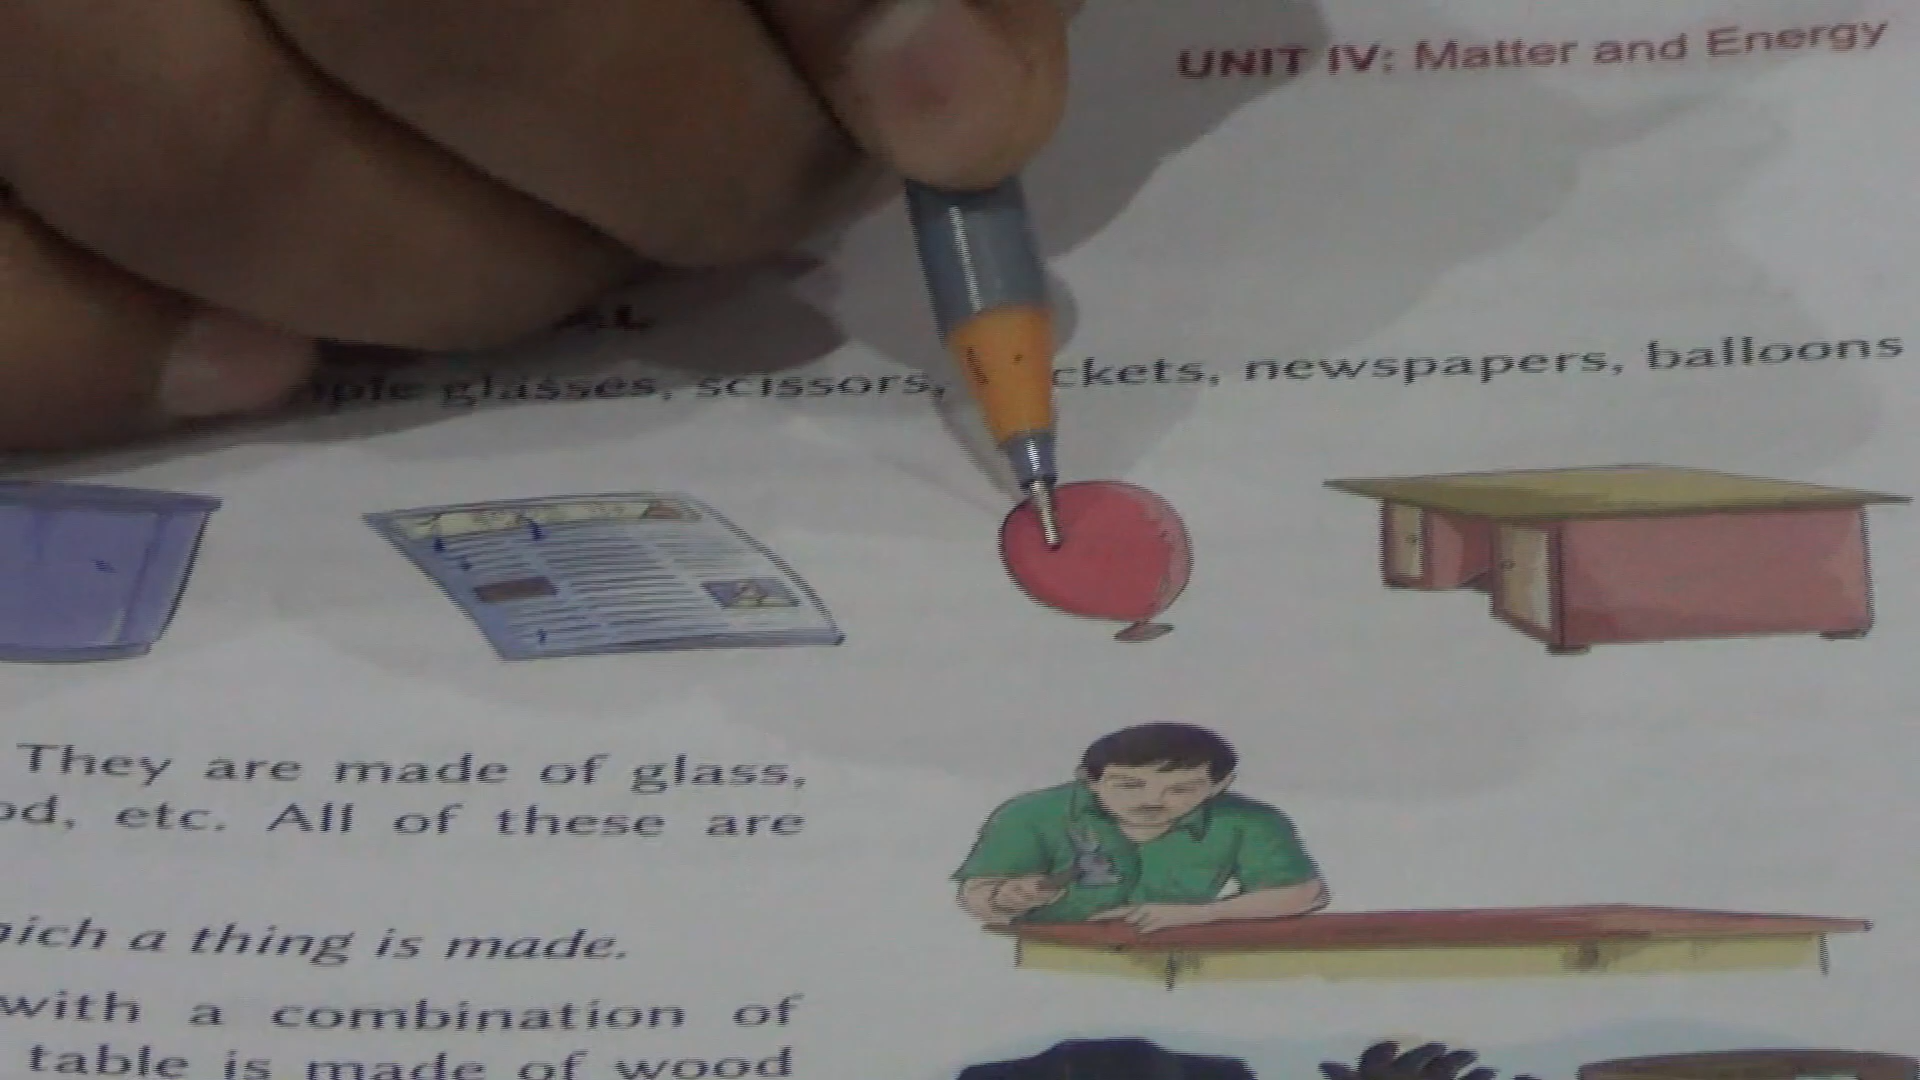 UNIT IV: Matter and Energy
glasses, scissors, ckets, newspapers, balloons
They are made of glass,
od, etc. All of these are
hich a thing is made.
with a combination of
table is made of wood